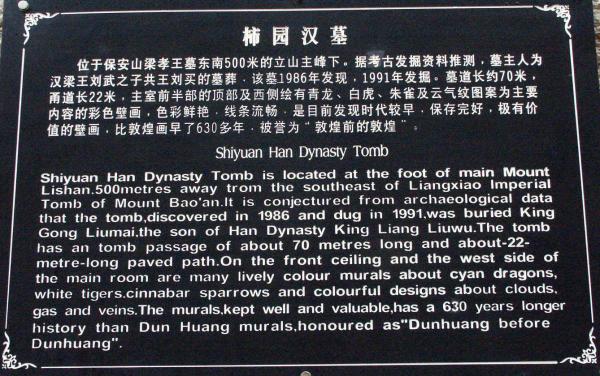 柿园汉墓
位于保安山梁孝王墓东南500米的立山主峰下。据考古发掘资料推测，墓主人为
汉梁王刘武之子共王刘买的墓葬，该墓1986年发现，1991年发掘。墓道长约70米，
甬道长22米，主室前半部的顶部及西侧绘有青龙、白虎、朱雀及云气纹图案为主要
内容的彩色壁画，色彩鲜艳，线条流畅，是目前发现时代较早，保存完好，极有价
值的壁画，比敦煌画早了630多年，被誉为“敦煌前的敦煌”。
Shiyuan Han Dynasty Tomb
Shiyuan Han Dynasty Tomb is located at the foot of main Mount
Lishan.500metres away trom the southeast of Liangxiao Imperial
Tomb of Mount Bao'an.It is conjectured from archaeological data
that the tomb,discovered in 1986 and dug in 1991.was buried King
Gong Liumai,the son of Han Dynasty King Liang Liuwu.The tomb
has an tomb passage of about 70 metres long and about-22-
metre-long paved path.On the front ceiling and the west side of
the main room are many lively colour murals about cyan dragons,
white tigers.cinnabar sparrows and colourful designs about clouds,
gas and veins.The murals,kept well and valuable,has a 630 years longer
history than Dun Huang murals,honoured as"Dunhuang before
Dunhuang".